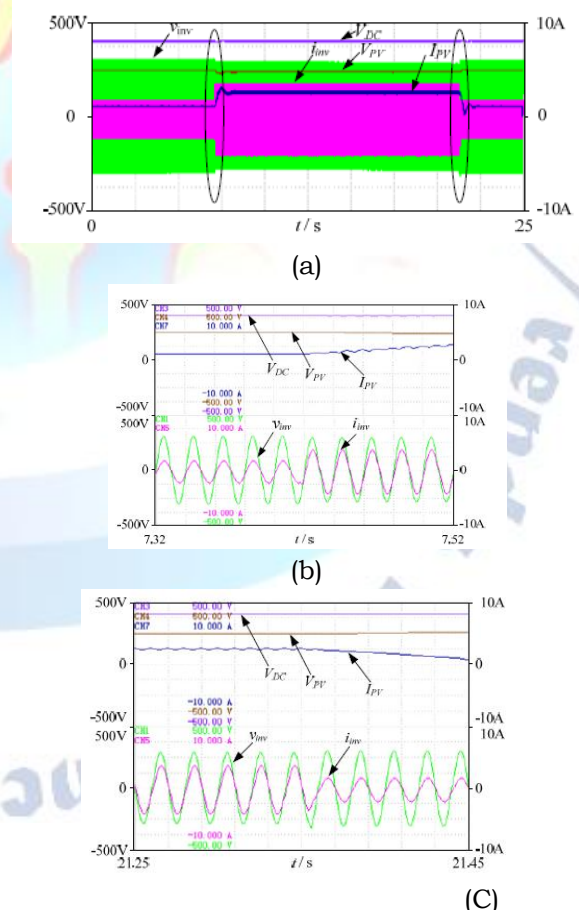 500V
10A
v_inv
V_DC
V_PV
i_inv
I_PV
0
0
-500V
-10A
0
t / s
25
(a)
500V
10A
CH3 500.00 V
CH4 500.00 V
CH7 10.000 A
0
0
V_DC
V_PV
I_PV
-10.000 A
-500.00 V
-500.00 V
-500V
-10A
500V
10A
CH1 500.00 V
CH5 10.000 A
v_inv
i_inv
0
0
-10.000 A
-500.00 V
-500V
-10A
7.32
t / s
7.52
(b)
500V
10A
CH3 500.00 V
CH4 500.00 V
CH7 10.000 A
0
0
V_DC
V_PV
I_PV
-10.000 A
-500.00 V
-500.00 V
-500V
-10A
500V
10A
CH1 500.00 V
CH5 10.000 A
v_inv
i_inv
0
0
-10.000 A
-500.00 V
-500V
-10A
21.25
t / s
21.45
(C)